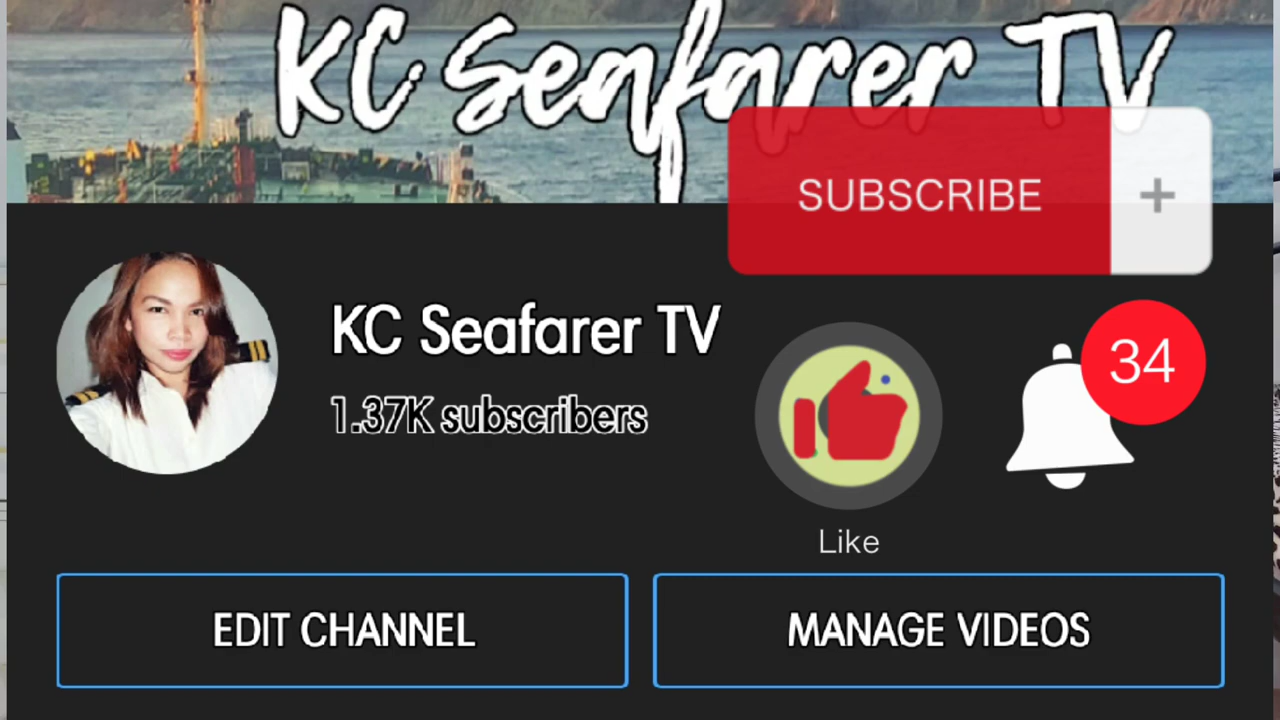 KC Seafarer TV
SUBSCRIBE +
KC Seafarer TV
34
1.37K subscribers
Like
EDIT CHANNEL
MANAGE VIDEOS